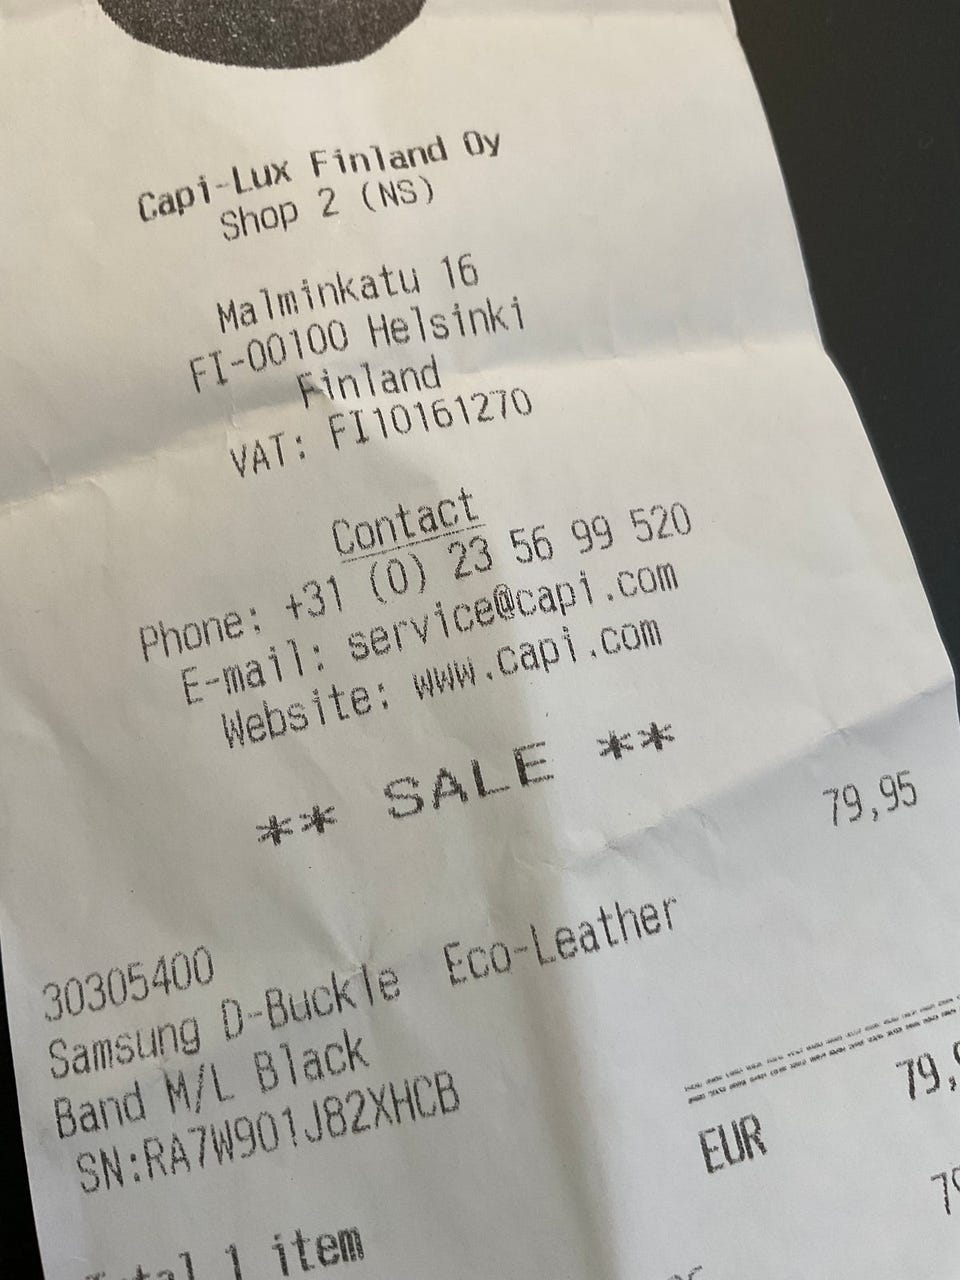 Capi-Lux Finland Oy
Shop 2 (NS)
Malminkatu 16
FI-00100 Helsinki
Finland
VAT: FI10161270
Contact
Phone: +31 (0) 23 56 99 520
E-mail: service@capi.com
Website: www.capi.com
** SALE **
30305400 79,95
Samsung D-Buckle Eco-Leather
Band M/L Black
SN:RA7W901J82XHCB
EUR 79,9
1 item